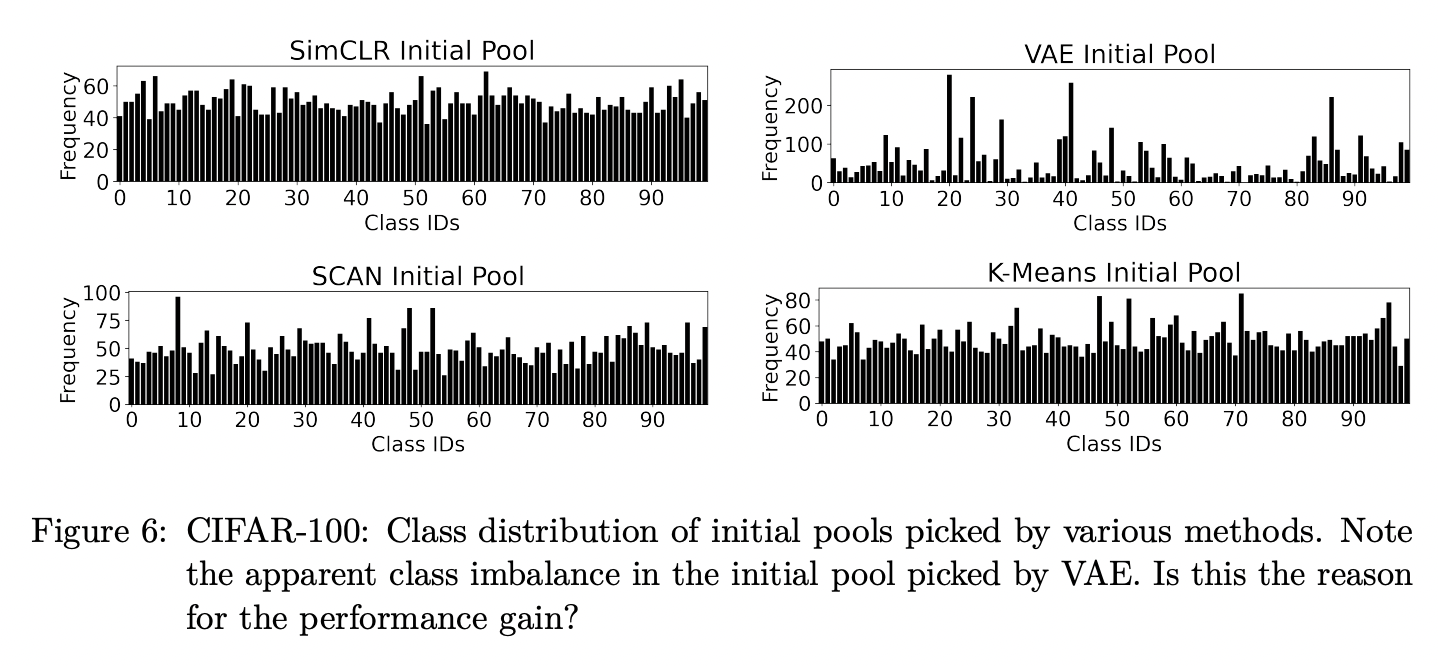 SimCLR Initial Pool
Frequency
60
40
20
0
0 10 20 30 40 50 60 70 80 90
Class IDs
VAE Initial Pool
Frequency
200
100
0
0 10 20 30 40 50 60 70 80 90
Class IDs
SCAN Initial Pool
Frequency
100
75
50
25
0
0 10 20 30 40 50 60 70 80 90
Class IDs
K-Means Initial Pool
Frequency
80
60
40
20
0
0 10 20 30 40 50 60 70 80 90
Class IDs
Figure 6: CIFAR-100: Class distribution of initial pools picked by various methods. Note
the apparent class imbalance in the initial pool picked by VAE. Is this the reason
for the performance gain?